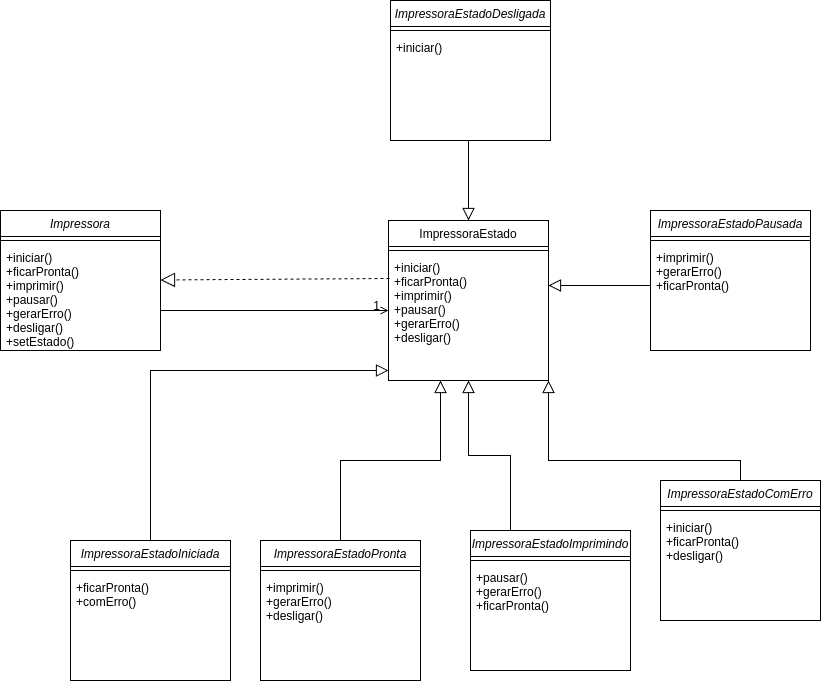 ImpressoraEstadoDesligada
+iniciar()
Impressora
+iniciar()
+ficarPronta()
+imprimir()
+pausar()
+gerarErro()
+desligar()
+setEstado()
1
ImpressoraEstado
+iniciar()
+ficarPronta()
+imprimir()
+pausar()
+gerarErro()
+desligar()
ImpressoraEstadoPausada
+imprimir()
+gerarErro()
+ficarPronta()
ImpressoraEstadoIniciada
+ficarPronta()
+comErro()
ImpressoraEstadoPronta
+imprimir()
+gerarErro()
+desligar()
ImpressoraEstadoImprimindo
+pausar()
+gerarErro()
+ficarPronta()
ImpressoraEstadoComErro
+iniciar()
+ficarPronta()
+desligar()